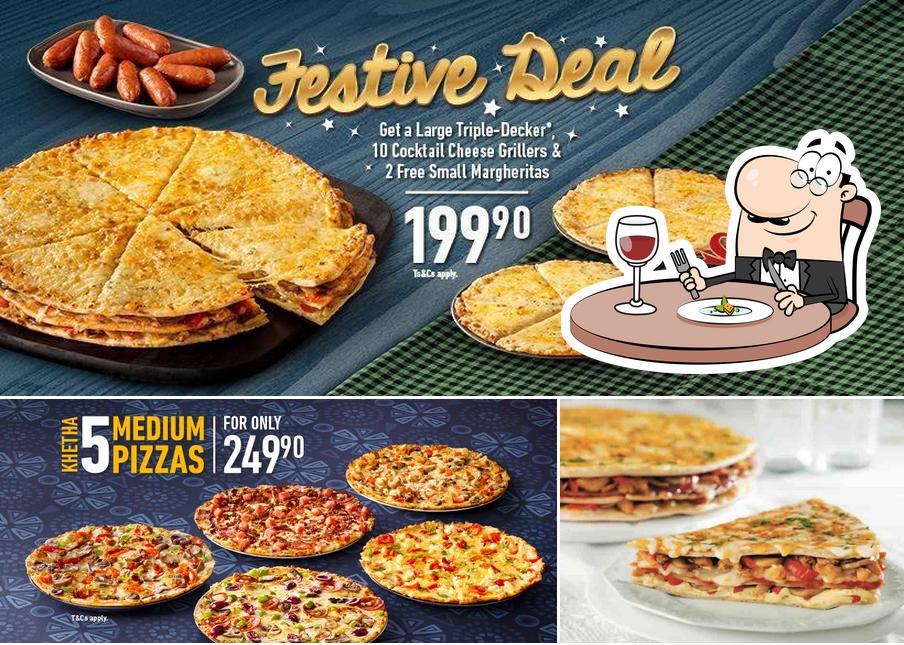 Festive Deal
Get a Large Triple-Decker*,
10 Cocktail Cheese Grillers &
2 Free Small Margheritas
19990
Ts&Cs apply.
KHETHA
5 MEDIUM PIZZAS
FOR ONLY
24990
T&Cs apply.